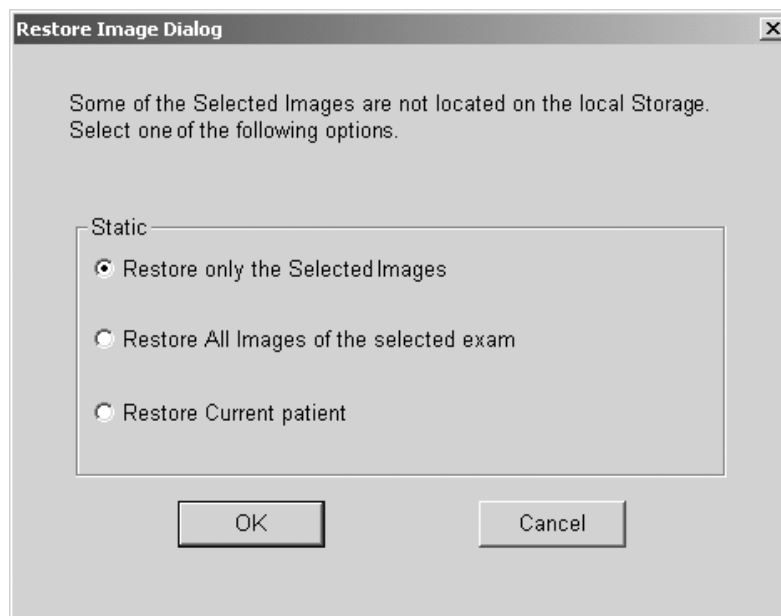 Restore Image Dialog
Some of the Selected Images are not located on the local Storage.
Select one of the following options.
Static
Restore only the Selected Images
Restore All Images of the selected exam
Restore Current patient
OK
Cancel